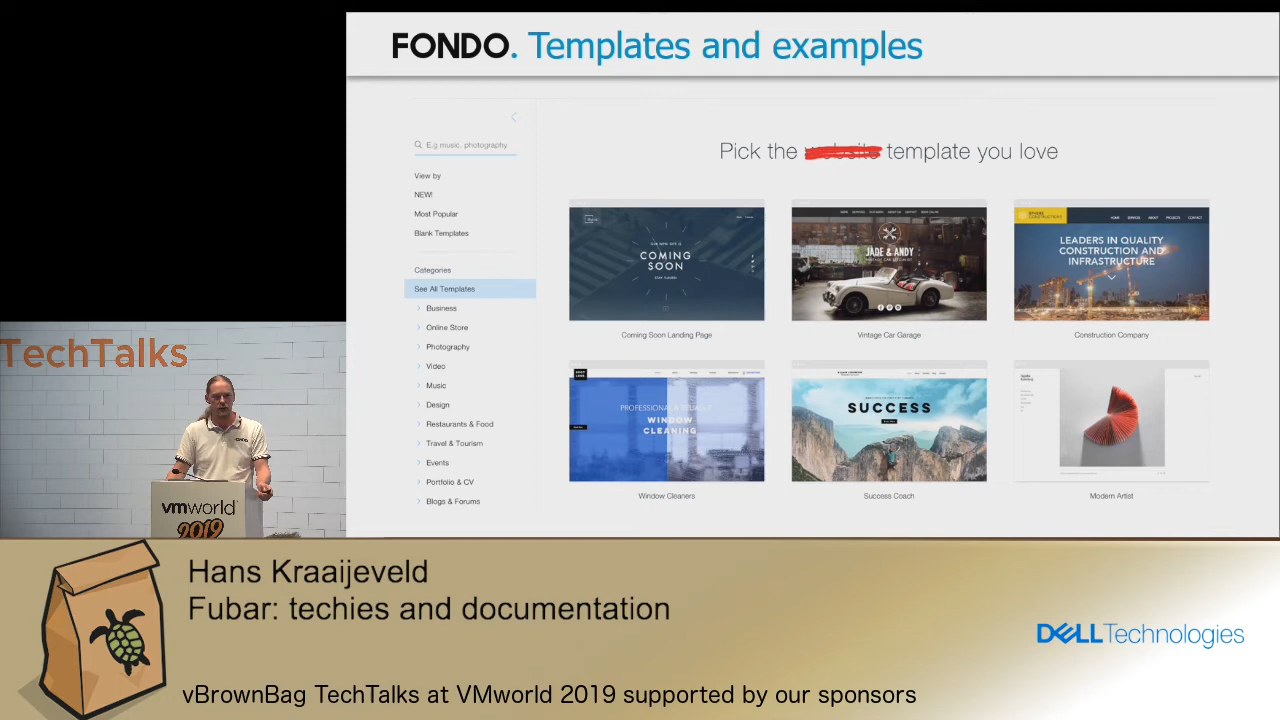 FONDO. Templates and examples
E.g music, photography
View by
NEW!
Most Popular
Blank Templates
Categories
See All Templates
Business
Online Store
Photography
Video
Music
Design
Restaurants & Food
Travel & Tourism
Events
Portfolio & CV
Blogs & Forums
Pick the website template you love
COMING
SOON
Coming Soon Landing Page
JADE & ANDY
Vintage Car Garage
LEADERS IN QUALITY
CONSTRUCTION AND
INFRASTRUCTURE
Construction Company
PROFESSIONAL & RELIABLE
WINDOW
CLEANING
Window Cleaners
SUCCESS
Success Coach
Modern Artist
TechTalks
vmworld
2019
Hans Kraaijeveld
Fubar: techies and documentation
DELL Technologies
vBrownBag TechTalks at VMworld 2019 supported by our sponsors